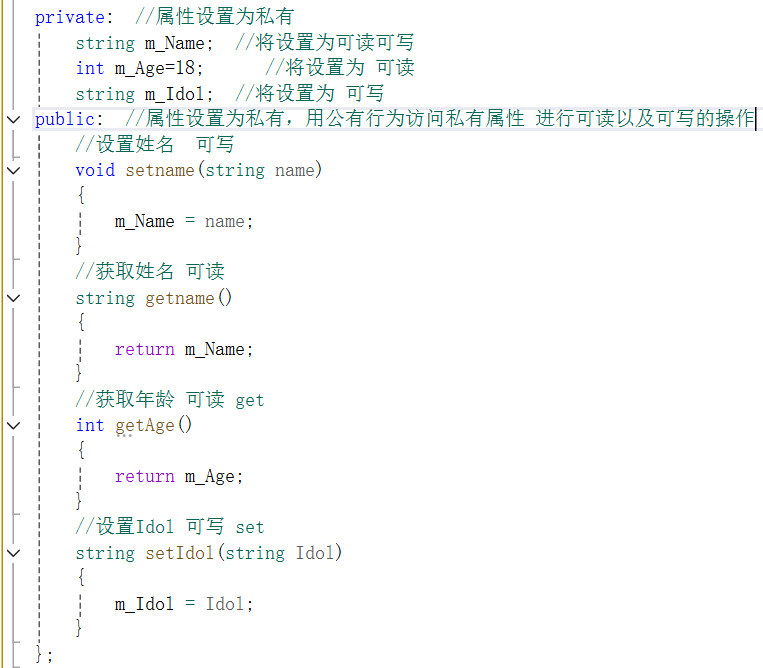 private:  //属性设置为私有
    string m_Name;  //将设置为可读可写
    int m_Age=18;      //将设置为 可读
    string m_Idol;  //将设置为 可写
public:  //属性设置为私有，用公有行为访问私有属性 进行可读以及可写的操作
    //设置姓名  可写
    void setname(string name)
    {
        m_Name = name;
    }
    //获取姓名 可读
    string getname()
    {
        return m_Name;
    }
    //获取年龄 可读 get
    int getAge()
    {
        return m_Age;
    }
    //设置Idol 可写 set
    string setIdol(string Idol)
    {
        m_Idol = Idol;
    }
};